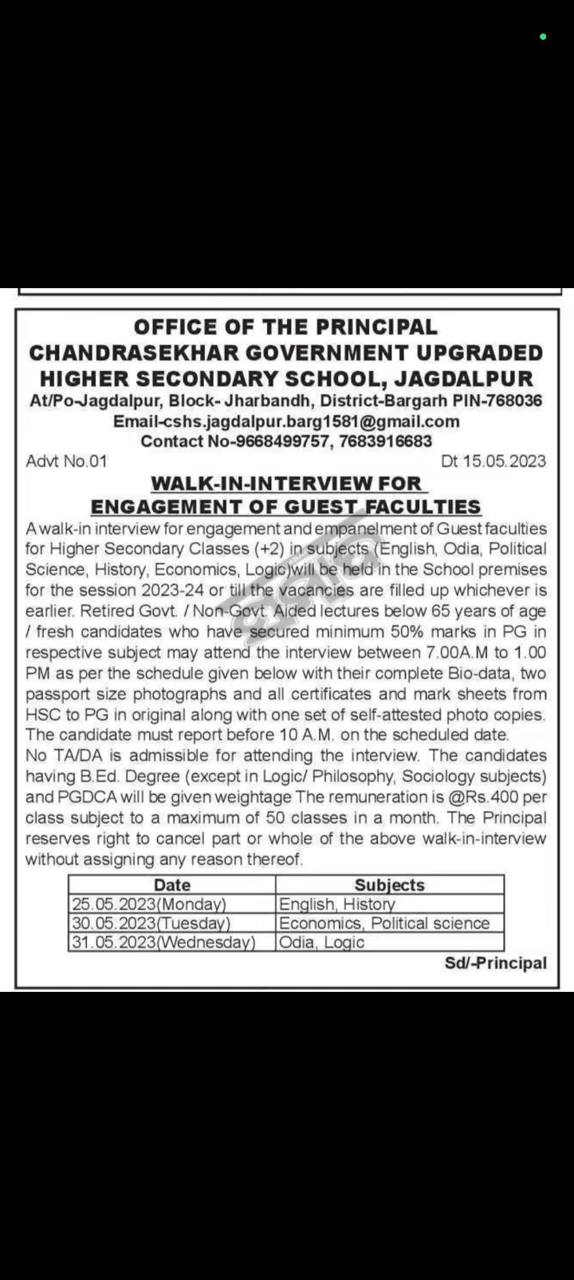 OFFICE OF THE PRINCIPAL
CHANDRASEKHAR GOVERNMENT UPGRADED
HIGHER SECONDARY SCHOOL, JAGDALPUR
At/Po-Jagdalpur, Block- Jharbandh, District-Bargarh PIN-768036
Email-cshs.jagdalpur.barg1581@gmail.com
Contact No-9668499757, 7683916683
Advt No.01 Dt 15.05.2023
WALK-IN-INTERVIEW FOR
ENGAGEMENT OF GUEST FACULTIES
A walk-in interview for engagement and empanelment of Guest faculties
for Higher Secondary Classes (+2) in subjects (English, Odia, Political
Science, History, Economics, Logic)will be held in the School premises
for the session 2023-24 or till the vacancies are filled up whichever is
earlier. Retired Govt. / Non-Govt. Aided lectures below 65 years of age
/ fresh candidates who have secured minimum 50% marks in PG in
respective subject may attend the interview between 7.00A.M to 1.00
PM as per the schedule given below with their complete Bio-data, two
passport size photographs and all certificates and mark sheets from
HSC to PG in original along with one set of self-attested photo copies.
The candidate must report before 10 A.M. on the scheduled date.
No TA/DA is admissible for attending the interview. The candidates
having B.Ed. Degree (except in Logic/ Philosophy, Sociology subjects)
and PGDCA will be given weightage The remuneration is @Rs.400 per
class subject to a maximum of 50 classes in a month. The Principal
reserves right to cancel part or whole of the above walk-in-interview
without assigning any reason thereof.
Date Subjects
25.05.2023(Monday) English, History
30.05.2023(Tuesday) Economics, Political science
31.05.2023(Wednesday) Odia, Logic
Sd/-Principal